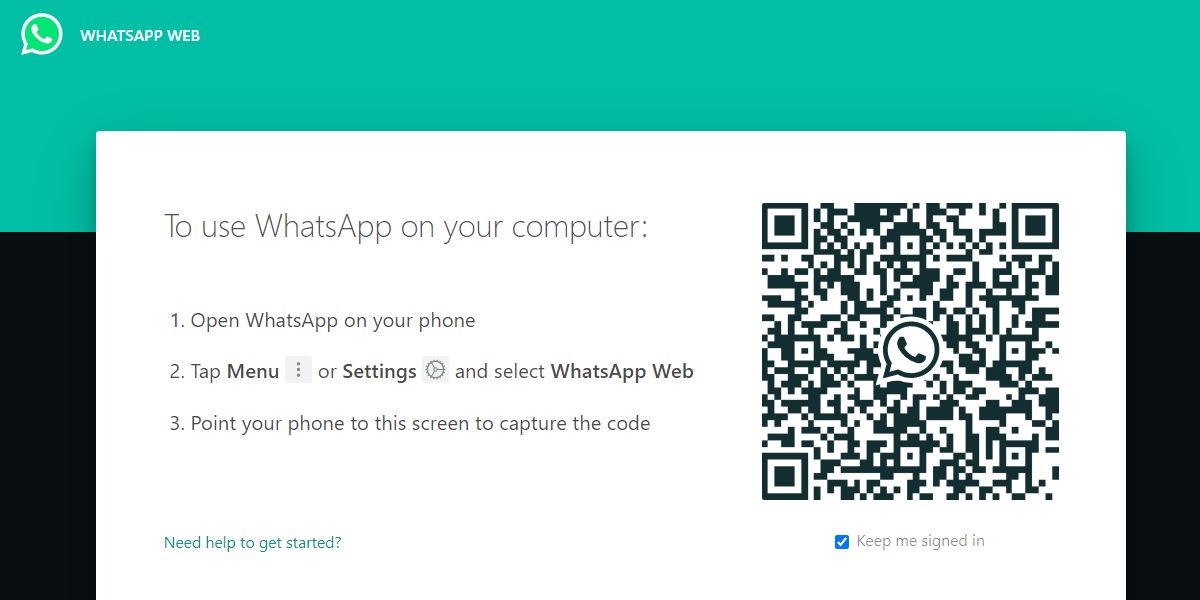 WHATSAPP WEB
To use WhatsApp on your computer:
1. Open WhatsApp on your phone
2. Tap Menu or Settings and select WhatsApp Web
3. Point your phone to this screen to capture the code
Need help to get started?
Keep me signed in